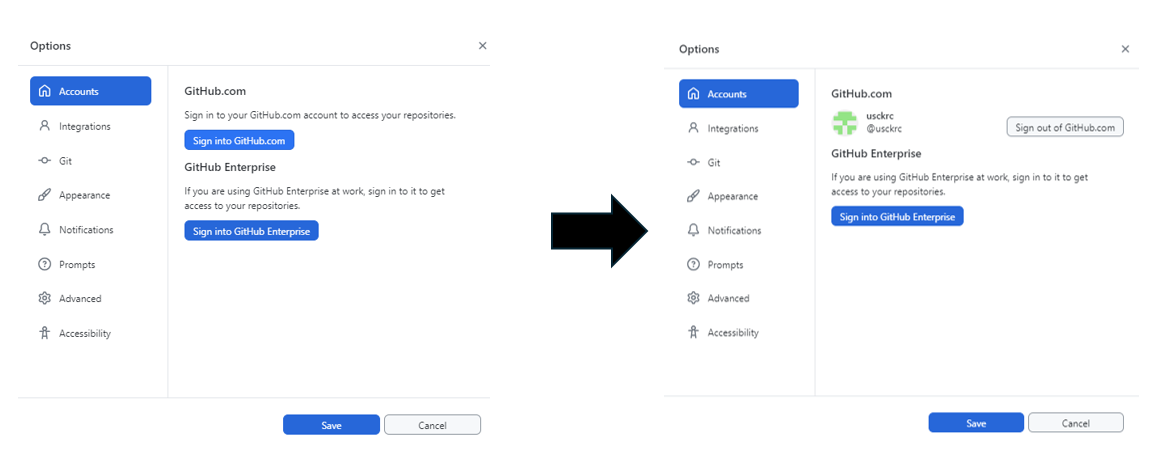 Options
Accounts
Integrations
Git
Appearance
Notifications
Prompts
Advanced
Accessibility
GitHub.com
Sign in to your GitHub.com account to access your repositories.
Sign into GitHub.com
GitHub Enterprise
If you are using GitHub Enterprise at work, sign in to it to get
access to your repositories.
Sign into GitHub Enterprise
Save
Cancel
Options
Accounts
Integrations
Git
Appearance
Notifications
Prompts
Advanced
Accessibility
GitHub.com
usckrc
@usckrc
Sign out of GitHub.com
GitHub Enterprise
If you are using GitHub Enterprise at work, sign in to it to get
access to your repositories.
Sign into GitHub Enterprise
Save
Cancel